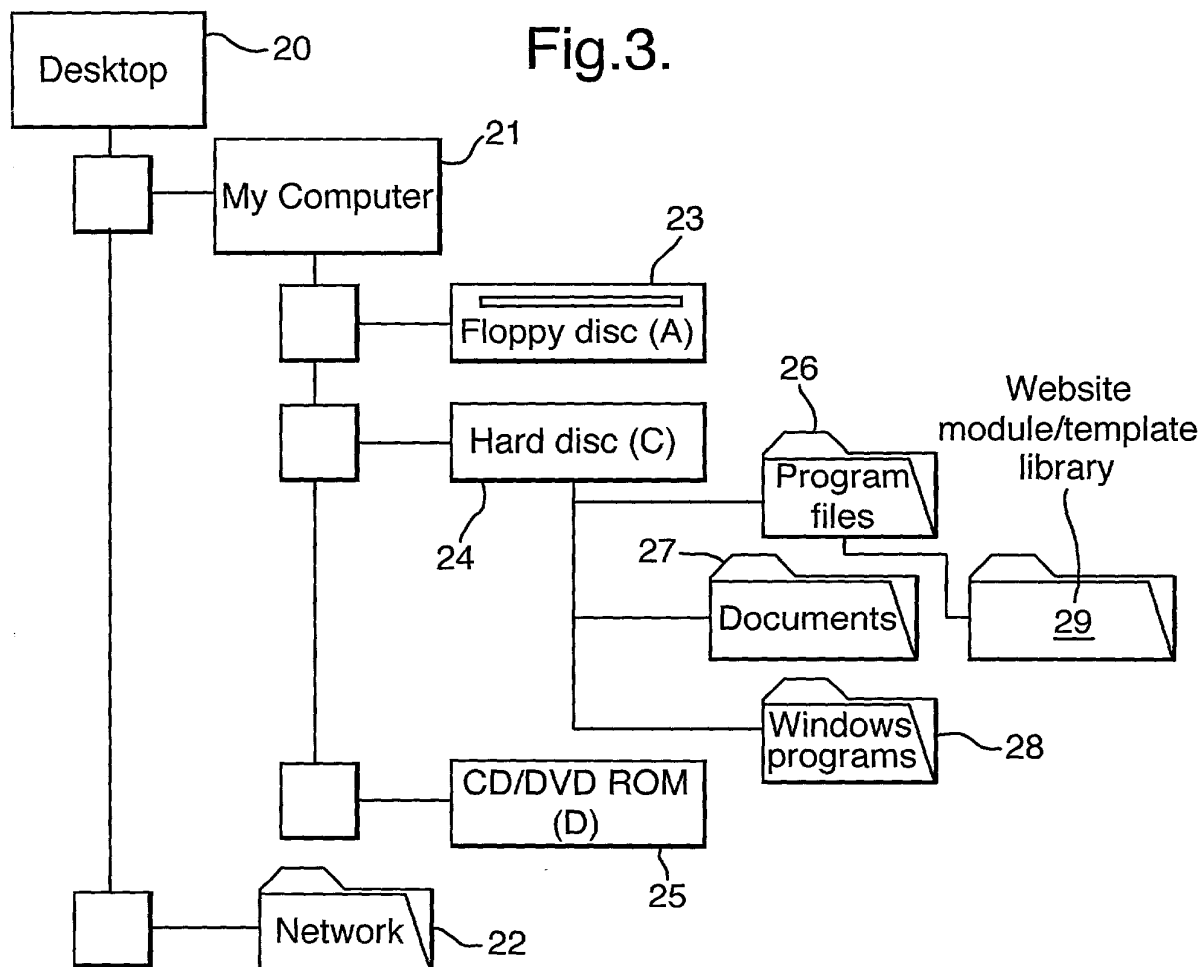 Fig.3.
Desktop
20
My Computer
21
23
Floppy disc (A)
Hard disc (C)
24
26
Program
files
Website
module/template
library
27
Documents
29
Windows
programs
28
CD/DVD ROM
(D)
25
Network
22